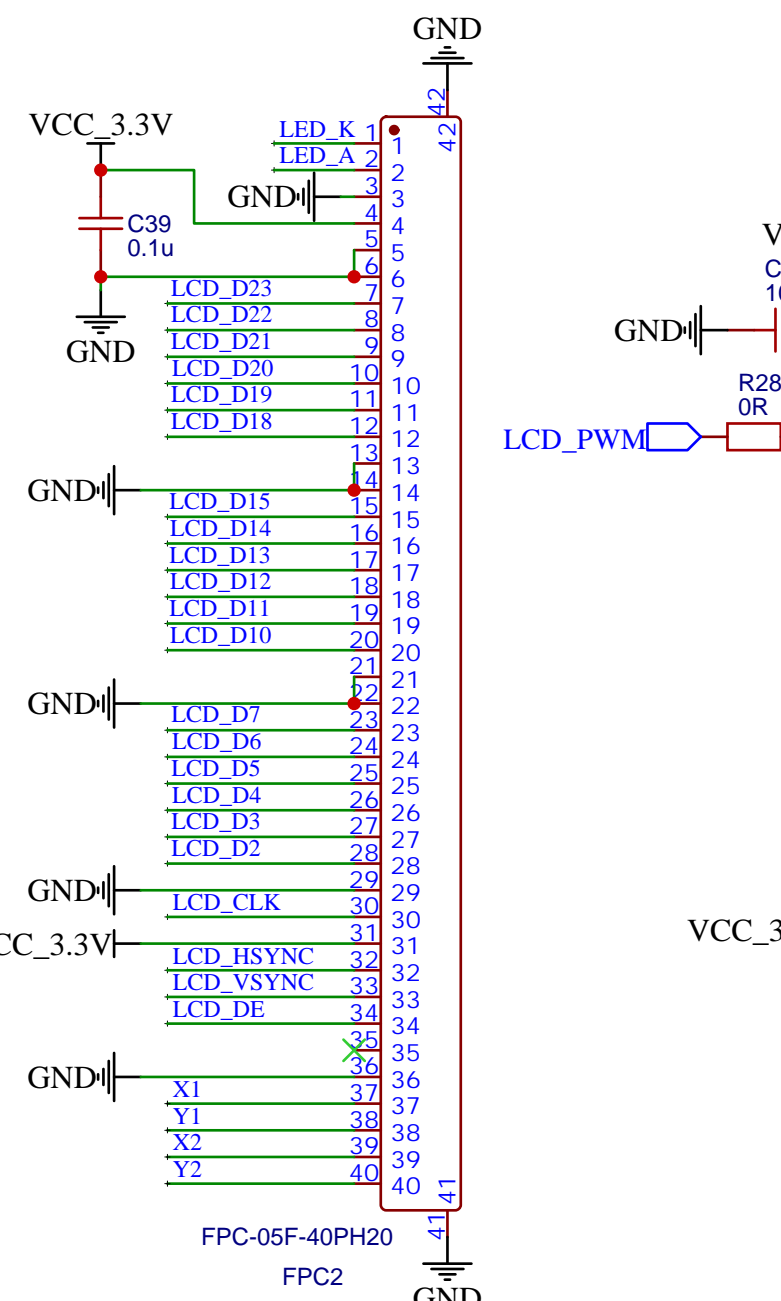 GND
42
42
VCC_3.3V
LED_K 1 1
LED_A 2 2
GND 3 3
4 4
C39
0.1u
5 5
6 6
GND
LCD_D23 7 7
LCD_D22 8 8
LCD_D21 9 9
LCD_D20 10 10
LCD_D19 11 11
LCD_D18 12 12
13 13
GND 14 14
LCD_D15 15 15
LCD_D14 16 16
LCD_D13 17 17
LCD_D12 18 18
LCD_D11 19 19
LCD_D10 20 20
21 21
GND 22 22
LCD_D7 23 23
LCD_D6 24 24
LCD_D5 25 25
LCD_D4 26 26
LCD_D3 27 27
LCD_D2 28 28
GND 29 29
LCD_CLK 30 30
CC_3.3V 31 31
LCD_HSYNC 32 32
LCD_VSYNC 33 33
LCD_DE 34 34
35 35
GND 36 36
X1 37 37
Y1 38 38
X2 39 39
Y2 40 40
41
41
FPC-05F-40PH20
FPC2
GND
V
C
10
GND
R28
0R
LCD_PWM
VCC_3